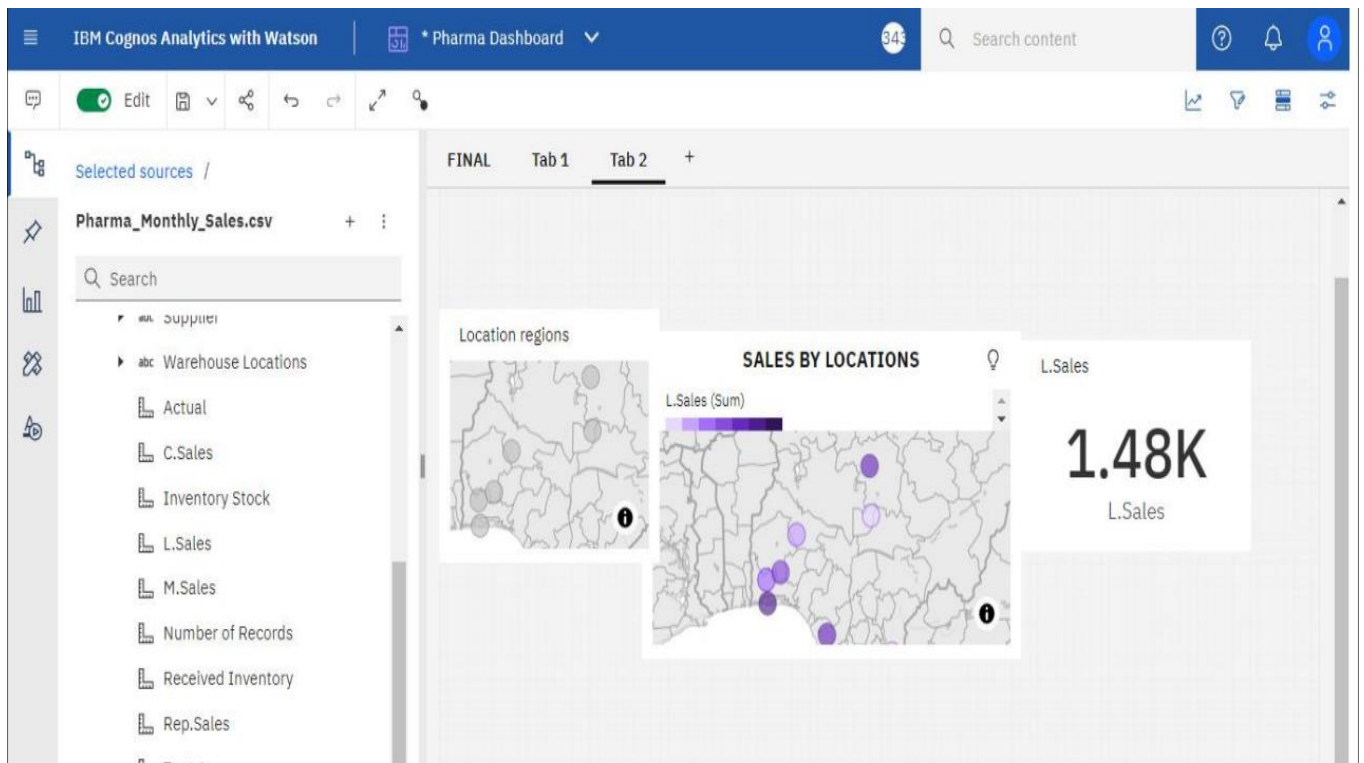 IBM Cognos Analytics with Watson
* Pharma Dashboard
343
Search content
Edit
FINAL Tab 1 Tab 2 +
Selected sources /
Pharma_Monthly_Sales.csv
Search
abc Supplier
abc Warehouse Locations
Actual
C.Sales
Inventory Stock
L.Sales
M.Sales
Number of Records
Received Inventory
Rep.Sales
Location regions
SALES BY LOCATIONS
L.Sales (Sum)
L.Sales
1.48K
L.Sales